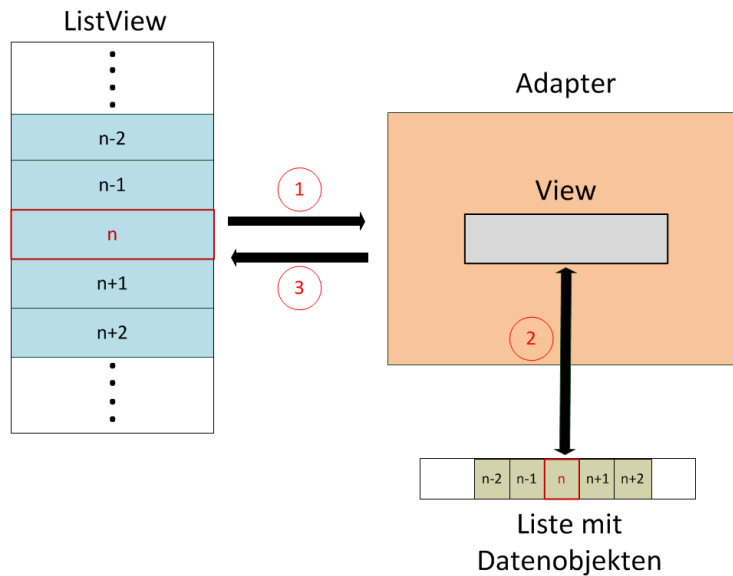 ListView
n-2
n-1
n
n+1
n+2
1
3
Adapter
View
2
n-2 n-1 n n+1 n+2
Liste mit
Datenobjekten